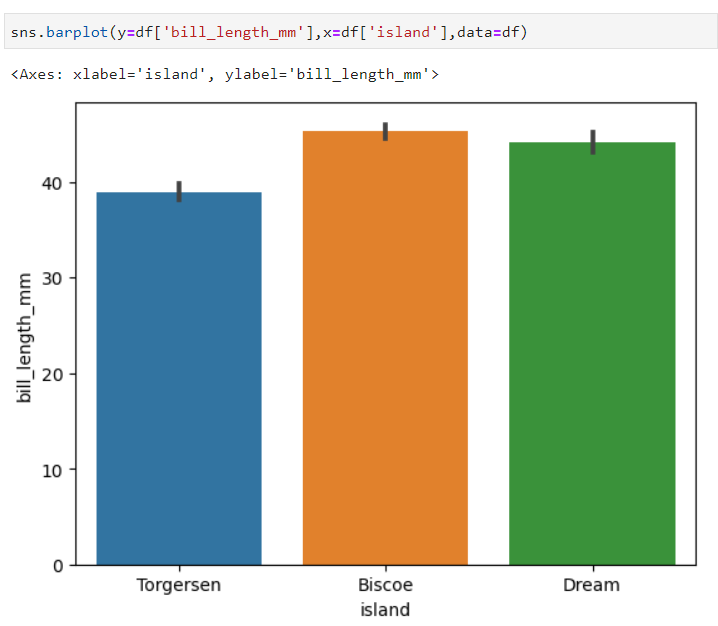 sns.barplot(y=df['bill_length_mm'],x=df['island'],data=df)
<Axes: xlabel='island', ylabel='bill_length_mm'>
40
30
20
10
0
bill_length_mm
Torgersen Biscoe Dream
island